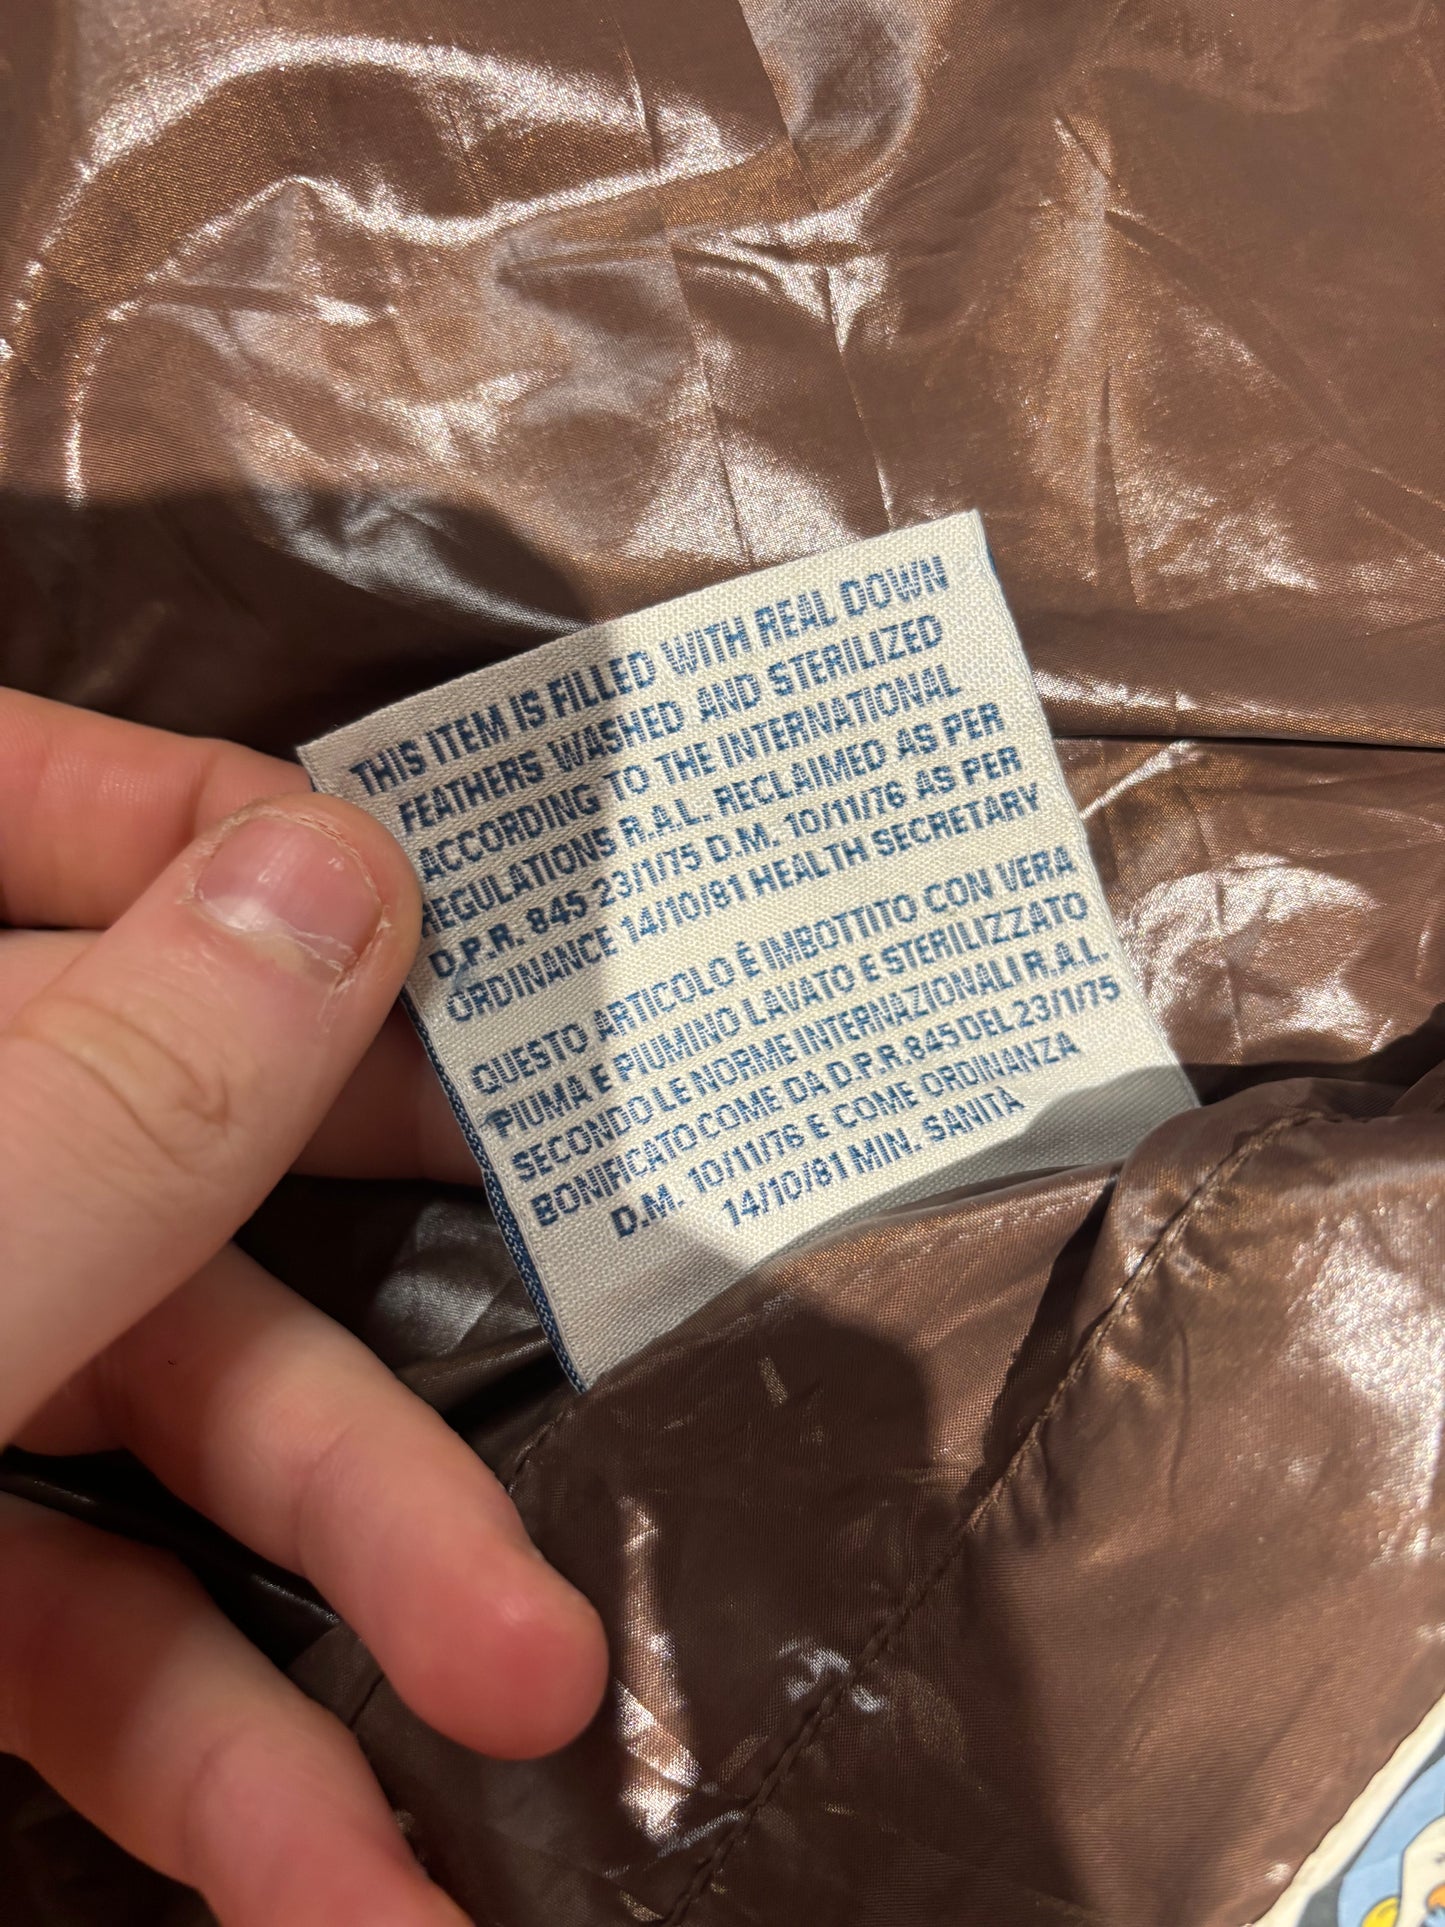 THIS ITEM IS FILLED WITH REAL DOWN
FEATHERS WASHED AND STERILIZED
ACCORDING TO THE INTERNATIONAL
REGULATIONS R.A.L. RECLAIMED AS PER
D.P.R. 845 23/1/75 D.M. 10/11/76 AS PER
ORDINANCE 14/10/81 HEALTH SECRETARY
QUESTO ARTICOLO È IMBOTTITO CON VERA
PIUMA E PIUMINO LAVATO E STERILIZZATO
SECONDO LE NORME INTERNAZIONALI R.A.L.
BONIFICATO COME DA D.P.R. 845 DEL 23/1/75
D.M. 10/11/76 E COME ORDINANZA
14/10/81 MIN. SANITÀ